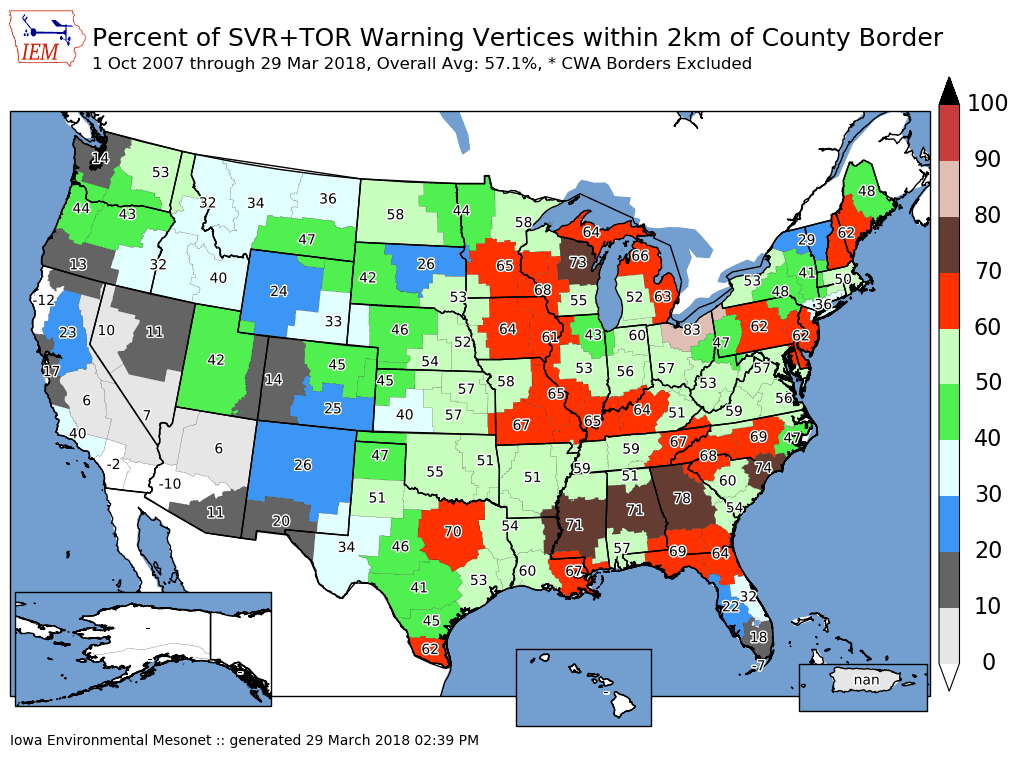 IEM
Percent of SVR+TOR Warning Vertices within 2km of County Border
1 Oct 2007 through 29 Mar 2018, Overall Avg: 57.1%, * CWA Borders Excluded
100
90
80
70
60
50
40
30
20
10
0
14 53 32 34 36 58 44 58 64 48
44 43 47 29 62
13 32 40 24 42 26 65 73 66 53 41
-12 33 53 68 55 52 63 48 50 36
23 10 11 46 64 61 43 60 83 47 62 62
17 42 14 45 54 52 53 56 57 53 57
6 7 25 45 40 57 57 58 65 65 64 51 59 56
40 -2 6 26 47 55 51 67 59 67 69 47
-10 51 51 59 51 68 60 74
11 20 34 46 70 54 71 71 78 54
41 53 60 67 57 69 64
45 62 22 32
18
-7
-
-
nan
Iowa Environmental Mesonet :: generated 29 March 2018 02:39 PM